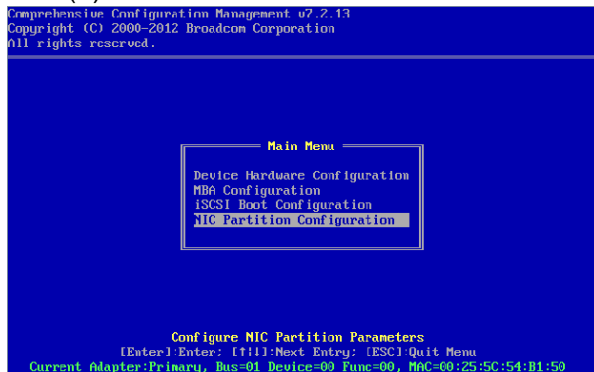 Comprehensive Configuration Management v7.2.13
Copyright (C) 2000-2012 Broadcom Corporation
All rights reserved.
Main Menu
Device Hardware Configuration
MBA Configuration
iSCSI Boot Configuration
NIC Partition Configuration
Configure NIC Partition Parameters
[Enter]:Enter; [↑↓]:Next Entry; [ESC]:Quit Menu
Current Adapter:Primary, Bus=01 Device=00 Func=00, MAC=00:25:5C:54:B1:50